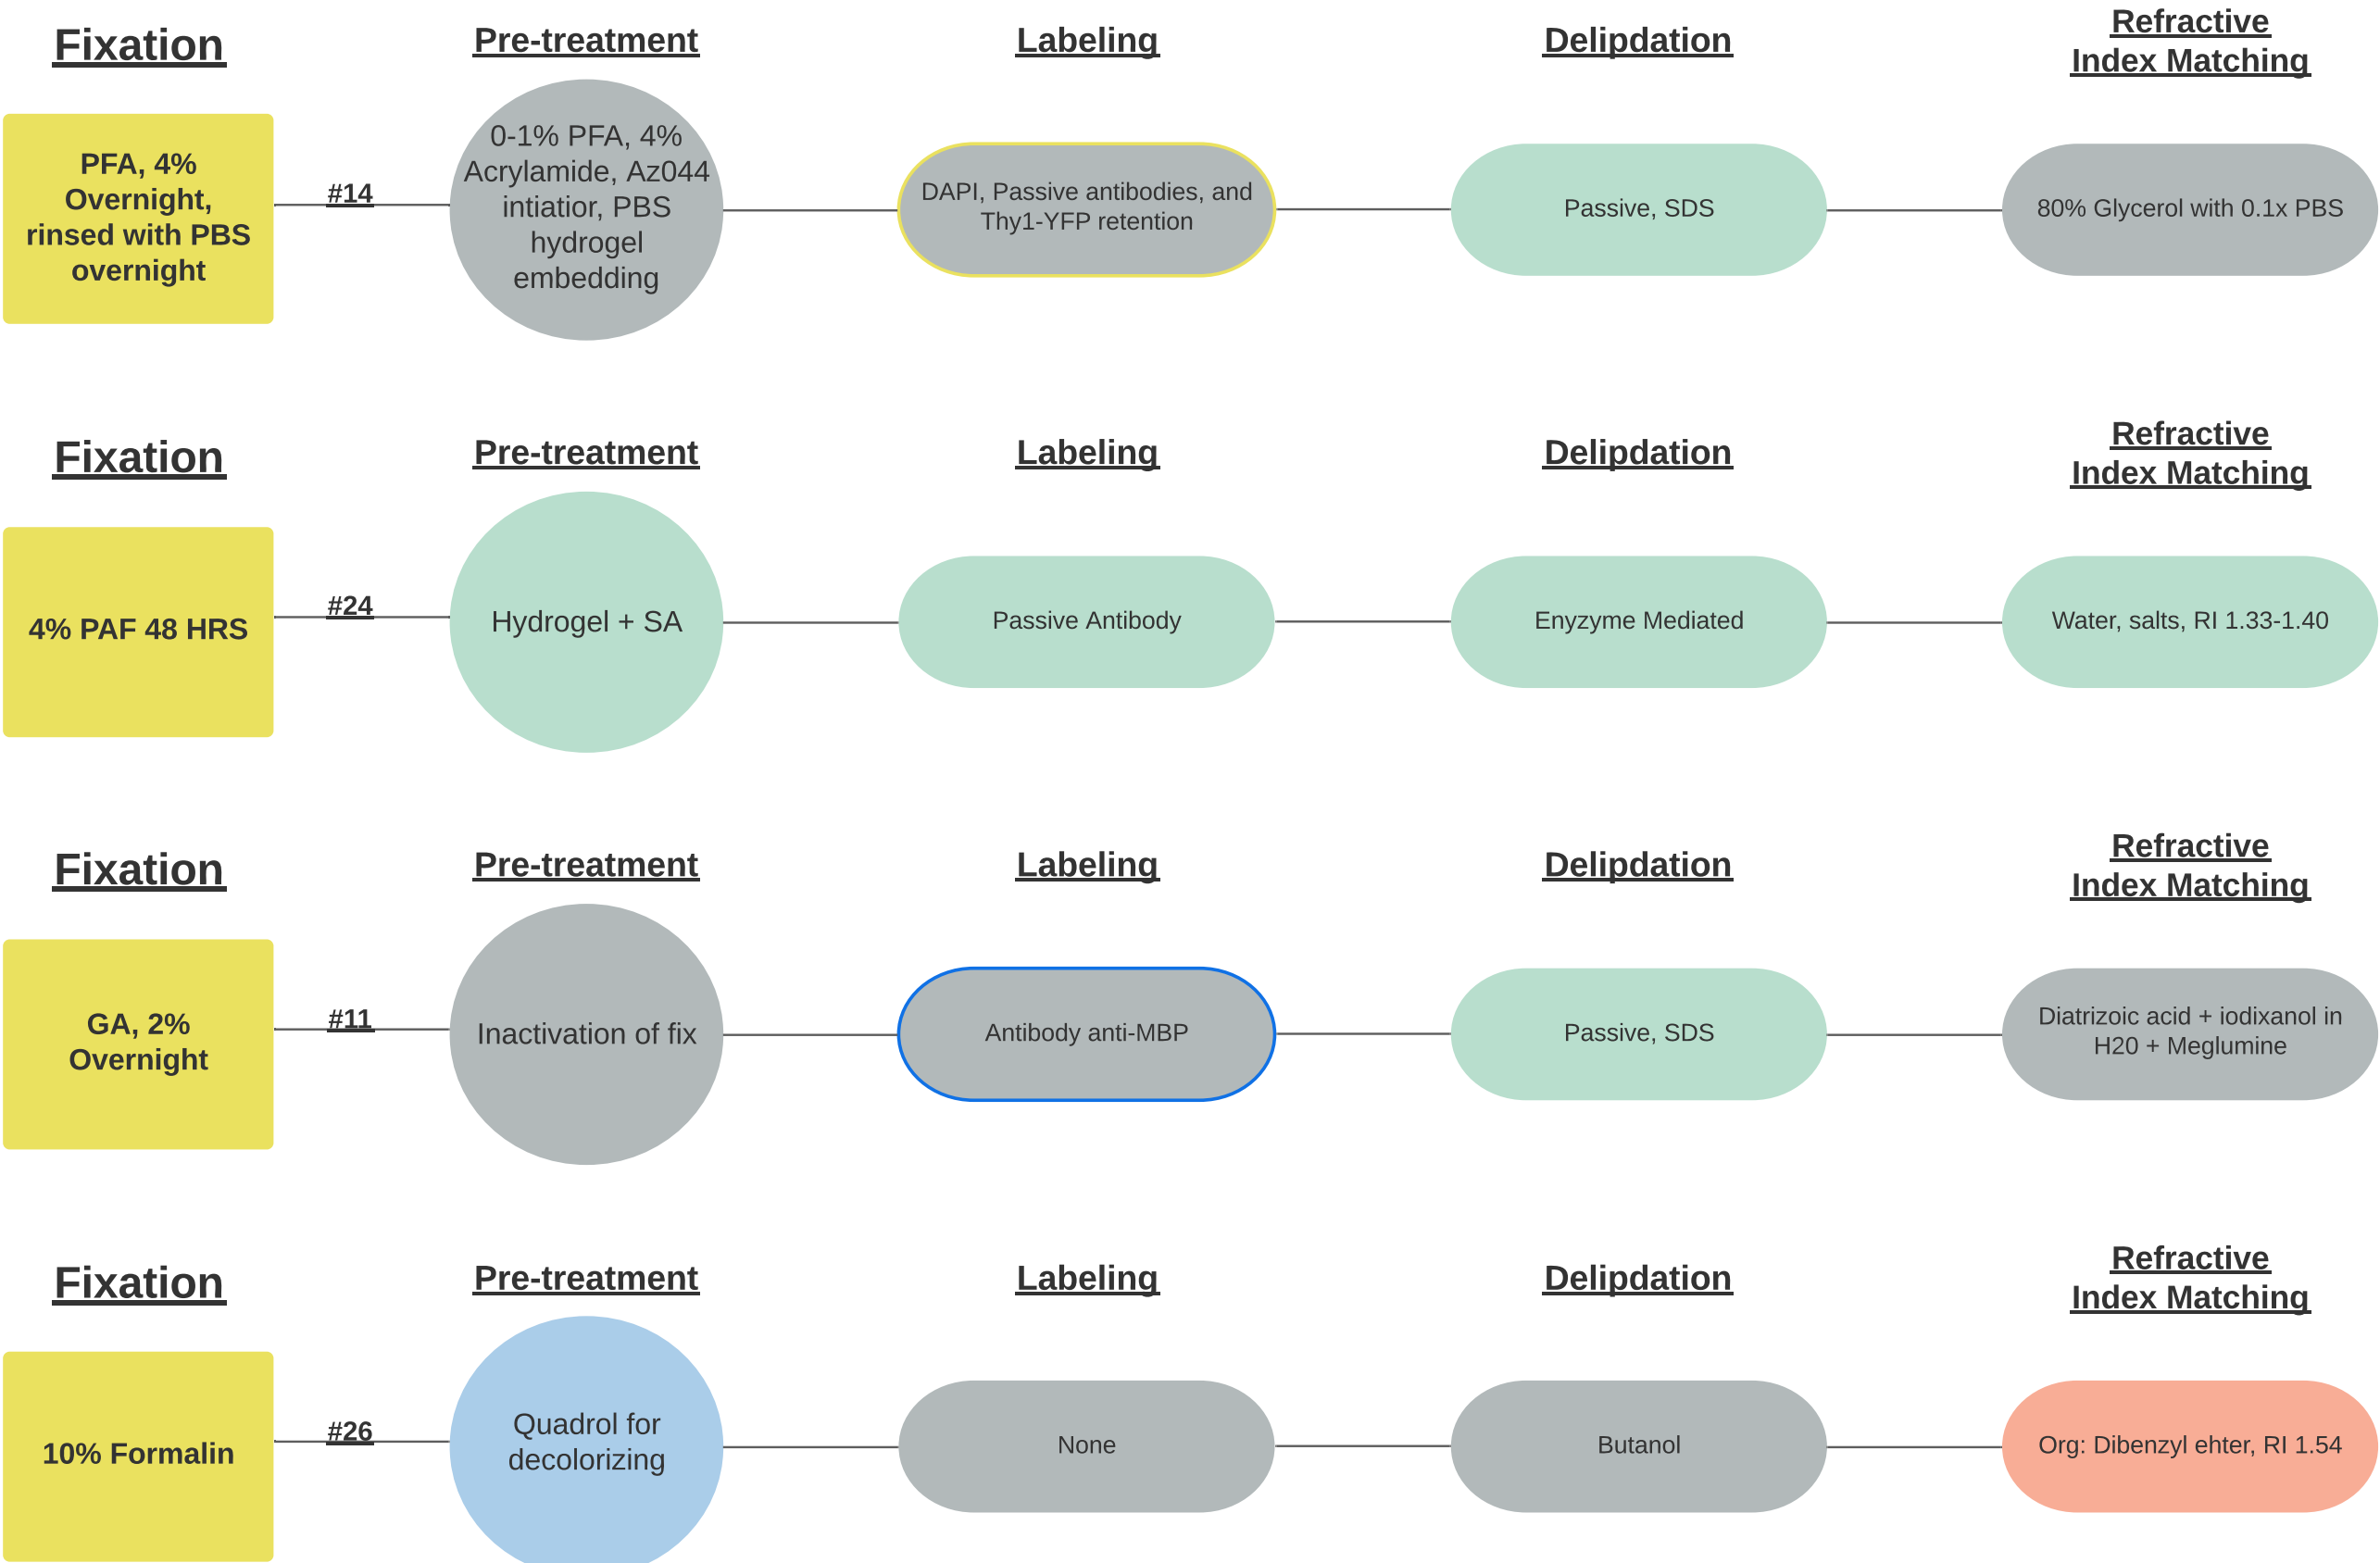 Fixation
Pre-treatment
Labeling
Delipdation
Refractive
Index Matching
PFA, 4%
Overnight,
rinsed with PBS
overnight
#14
0-1% PFA, 4%
Acrylamide, Az044
intiatior, PBS
hydrogel
embedding
DAPI, Passive antibodies, and
Thy1-YFP retention
Passive, SDS
80% Glycerol with 0.1x PBS
Fixation
Pre-treatment
Labeling
Delipdation
Refractive
Index Matching
4% PAF 48 HRS
#24
Hydrogel + SA
Passive Antibody
Enyzyme Mediated
Water, salts, RI 1.33-1.40
Fixation
Pre-treatment
Labeling
Delipdation
Refractive
Index Matching
GA, 2%
Overnight
#11
Inactivation of fix
Antibody anti-MBP
Passive, SDS
Diatrizoic acid + iodixanol in
H20 + Meglumine
Fixation
Pre-treatment
Labeling
Delipdation
Refractive
Index Matching
10% Formalin
#26
Quadrol for
decolorizing
None
Butanol
Org: Dibenzyl ehter, RI 1.54